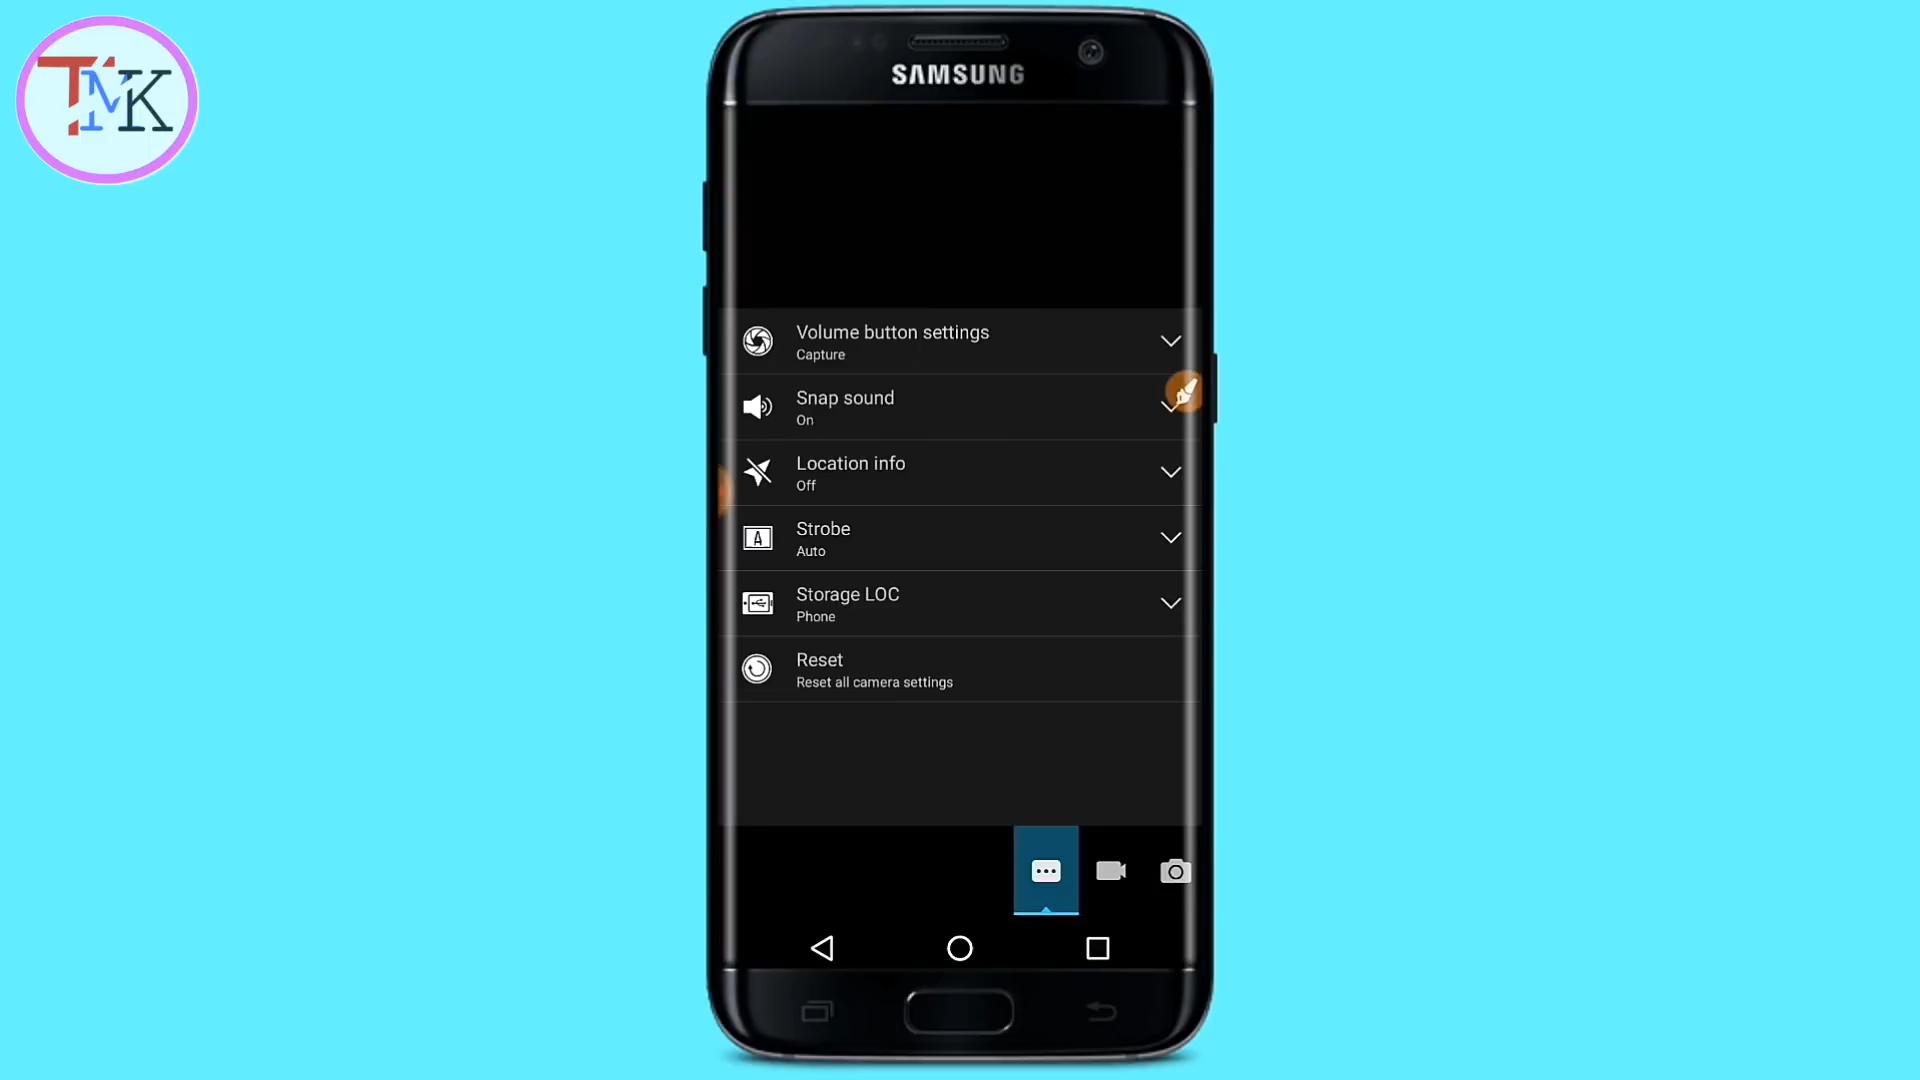 TMK
SAMSUNG
Volume button settings
Capture
Snap sound
On
Location info
Off
A
Strobe
Auto
Storage LOC
Phone
Reset
Reset all camera settings